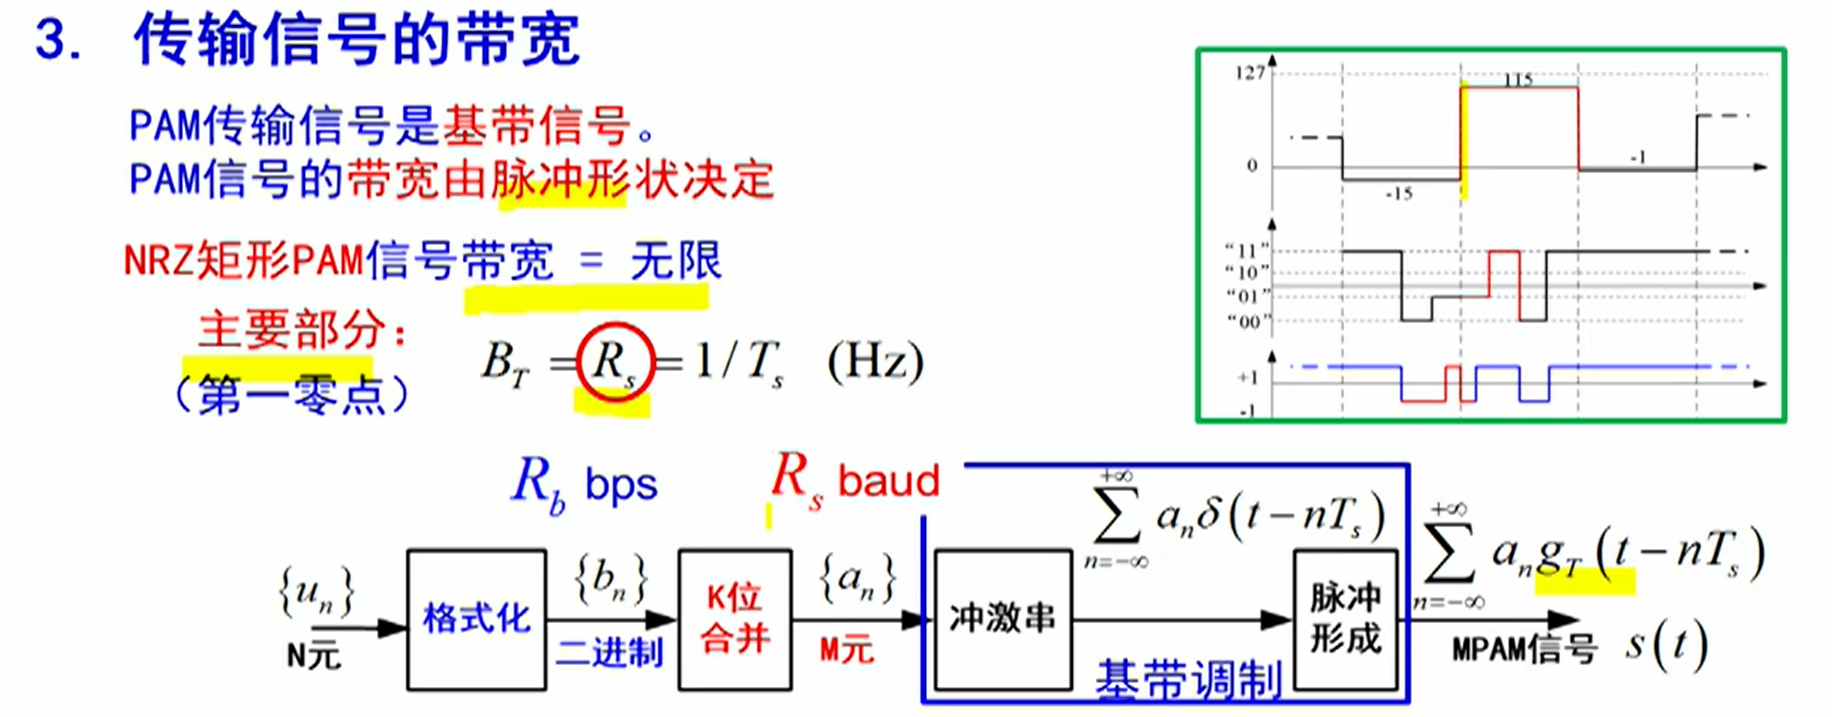 3. 传输信号的带宽
PAM传输信号是基带信号。
PAM信号的带宽由脉冲形状决定
NRZ矩形PAM信号带宽 = 无限
主要部分：
（第一零点）
B_T = R_s = 1/T_s (Hz)
127
115
0
-1
-15
“11”
“10”
“01”
“00”
+1
-1
R_b bps
R_s baud
{u_n}
N元
格式化
{b_n}
二进制
K位
合并
{a_n}
M元
冲激串
\sum_{n=-∞}^{+∞} a_n δ(t-nT_s)
基带调制
脉冲
形成
\sum_{n=-∞}^{+∞} a_n g_T(t-nT_s)
MPAM信号 s(t)